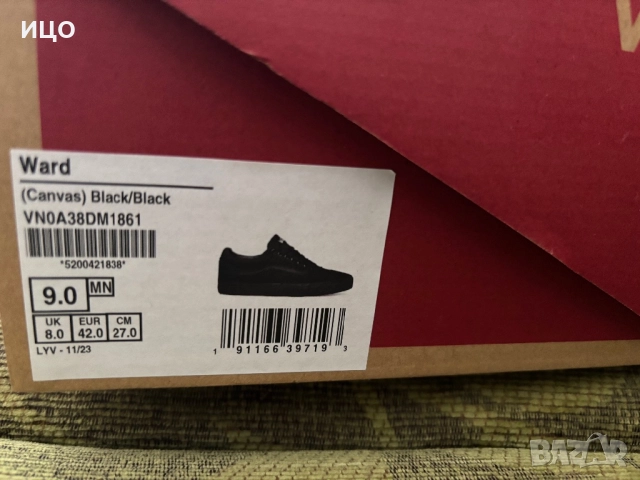 ицо
Ward
(Canvas) Black/Black
VN0A38DM1861
*5200421838*
9.0 MN
UK EUR CM
8.0 42.0 27.0
LYV - 11/23
1 91166 39719 3
BAZAR